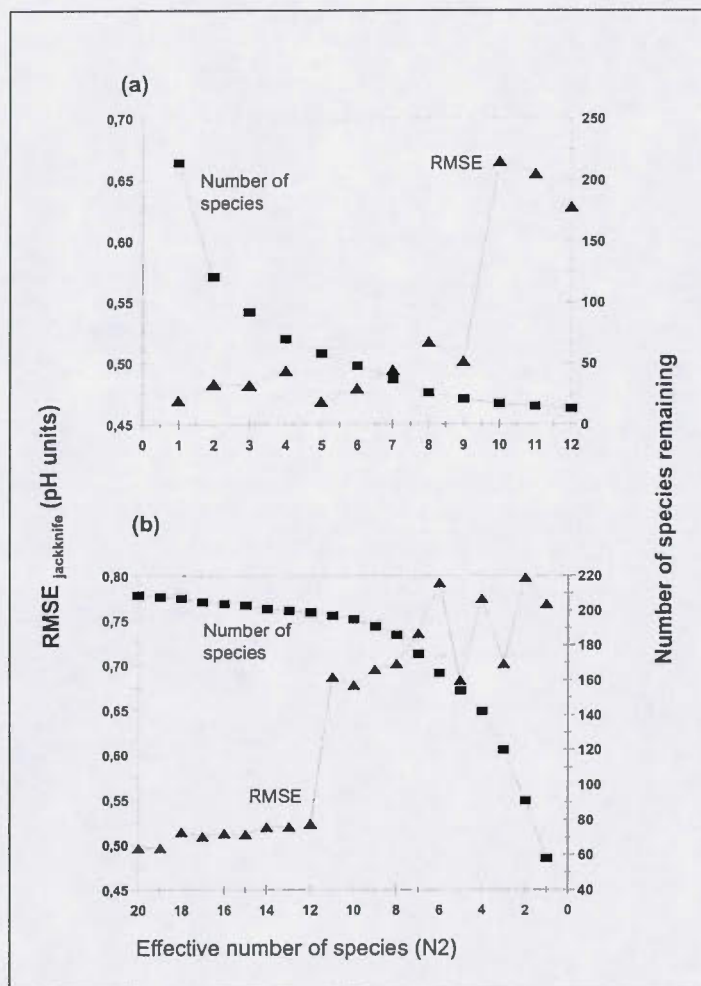 (a)
0,70
0,65
0,60
0,55
0,50
0,45
250
200
150
100
50
0
Number of
species
RMSE
0 1 2 3 4 5 6 7 8 9 10 11 12
RMSE jackknife (pH units)
Number of species remaining
(b)
0,80
0,75
0,70
0,65
0,60
0,55
0,50
0,45
220
200
180
160
140
120
100
80
60
40
Number of
species
RMSE
20 18 16 14 12 10 8 6 4 2 0
Effective number of species (N2)